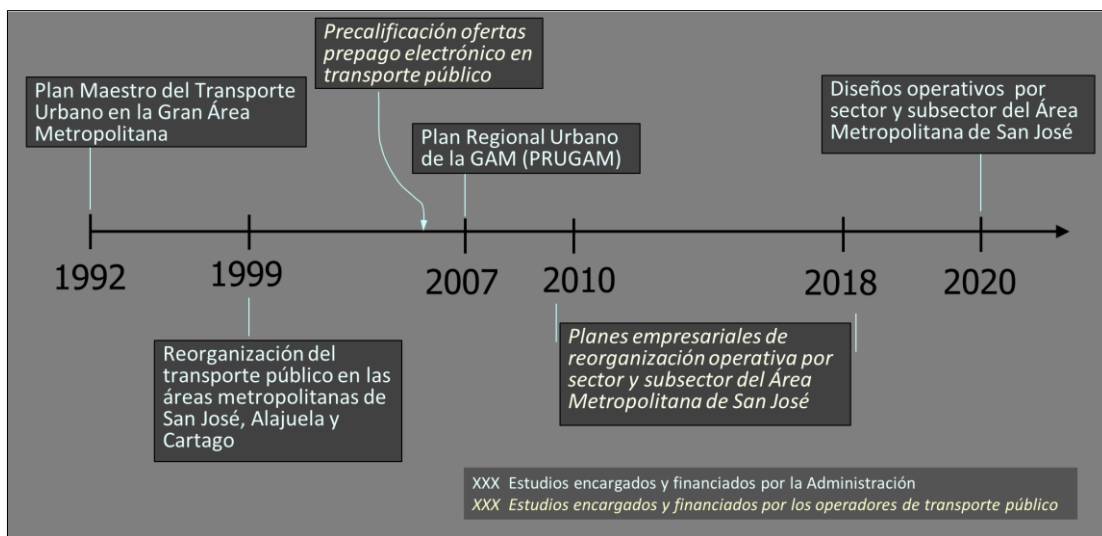 Precalificación ofertas
prepago electrónico en
transporte público
Plan Maestro del Transporte
Urbano en la Gran Área
Metropolitana
Plan Regional Urbano
de la GAM (PRUGAM)
Diseños operativos por
sector y subsector del Área
Metropolitana de San José
1992
1999
2007
2010
2018
2020
Reorganización del
transporte público en las
áreas metropolitanas de
San José, Alajuela y
Cartago
Planes empresariales de
reorganización operativa por
sector y subsector del Área
Metropolitana de San José
XXX Estudios encargados y financiados por la Administración
XXX Estudios encargados y financiados por los operadores de transporte público